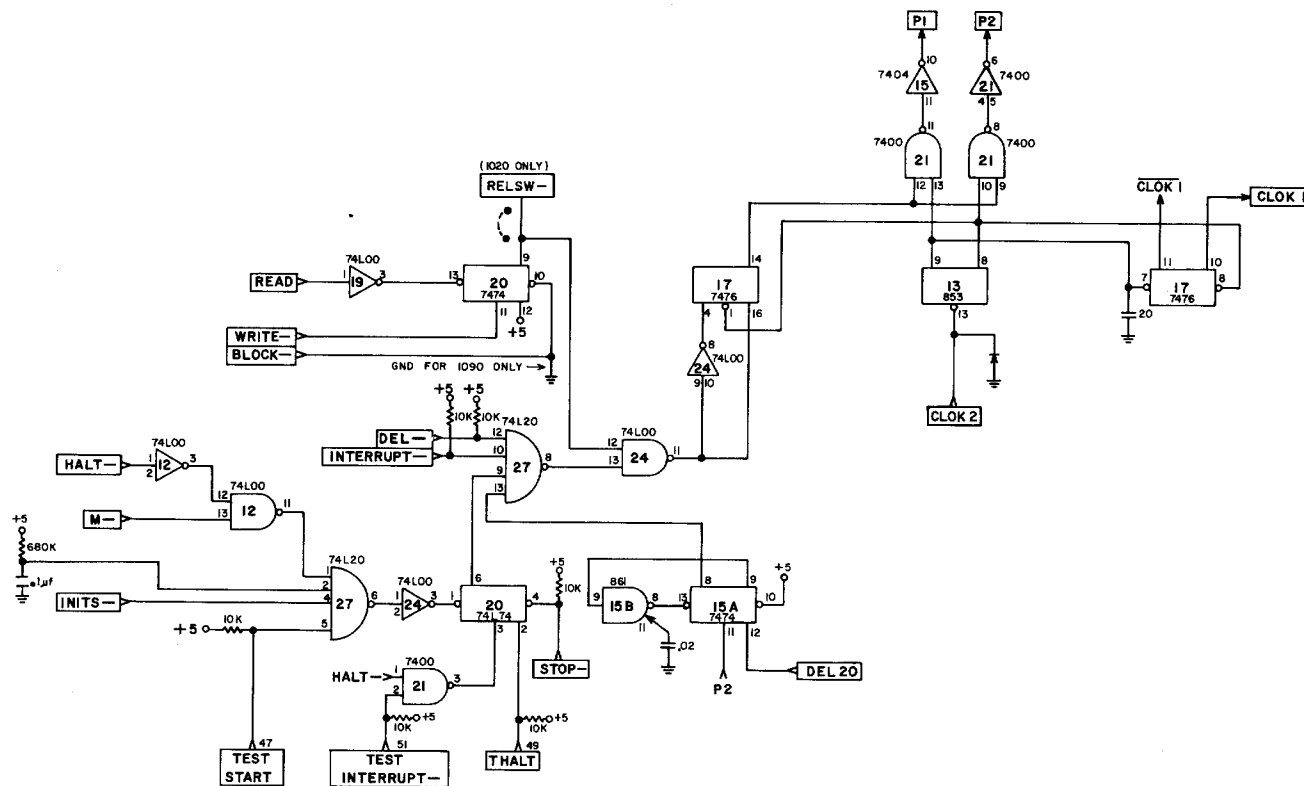 P1 P2
10 6
7404 15 21 7400
11 4 5
11 8
7400 21 21 7400
12 13 10 9
(1020 ONLY)
RELSW—
CLOK 1 CLOK 1
74L00
READ 1 19 3 13 20 9 10
7474
11 12
+5
14
17
7476
4 1 16
9 8
13
853
13
11 10
7 17 8
7476
20
WRITE—
BLOCK—
GND FOR 1090 ONLY →
8
24 74L00
9 10
CLOK 2
+5 +5
10K 10K 74L20
DEL— 12
INTERRUPT— 10
27 8
9
13
74L00
12
24 11
13
74L00
HALT— 1 12 3
2
74L00
12
12 11
M— 13
+5
680K
.1µf
74L20
1
2
INITS— 4 27 6
+5 10K 5
74L00
1 24 3
2
6
1 20 4
74L74
3 2
+5
10K
861
9 15B 8
11
.02
8 9
13 15A 10
7474
11 12
+5
7400
HALT— 1
21 3
2
+5
10K
+5
10K
STOP—
P2
DEL 20
47 51 49
TEST START
TEST INTERRUPT—
THALT